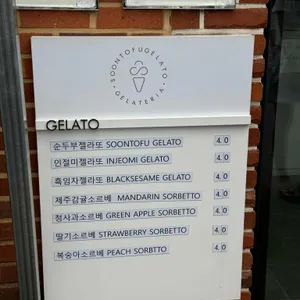 SOONTOFUGELATO
GELATERIA
GELATO
순두부젤라또 SOONTOFU GELATO 4.0
인절미젤라또 INJEOMI GELATO 4.0
흑임자젤라또 BLACKSESAME GELATO 4.0
제주감귤소르베 MANDARIN SORBETTO 4.0
청사과소르베 GREEN APPLE SORBETTO 4.0
딸기소르베 STRAWBERRY SORBETTO 4.0
복숭아소르베 PEACH SORBTTO 4.0